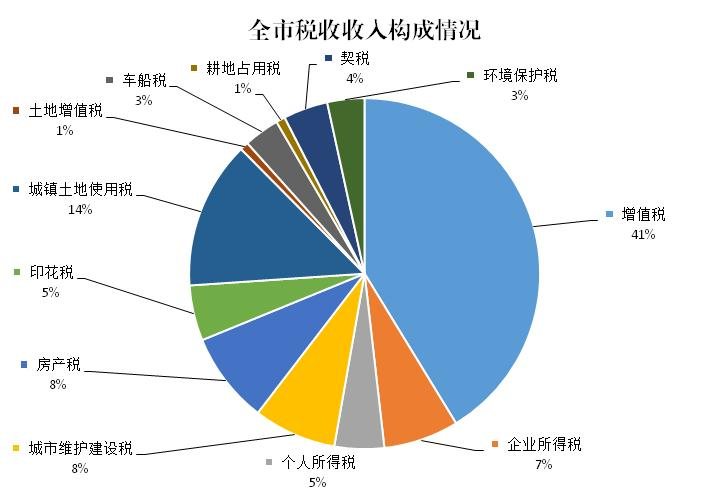 全市税收收入构成情况
契税
4%
环境保护税
3%
耕地占用税
1%
车船税
3%
土地增值税
1%
城镇土地使用税
14%
增值税
41%
印花税
5%
房产税
8%
城市维护建设税
8%
个人所得税
5%
企业所得税
7%